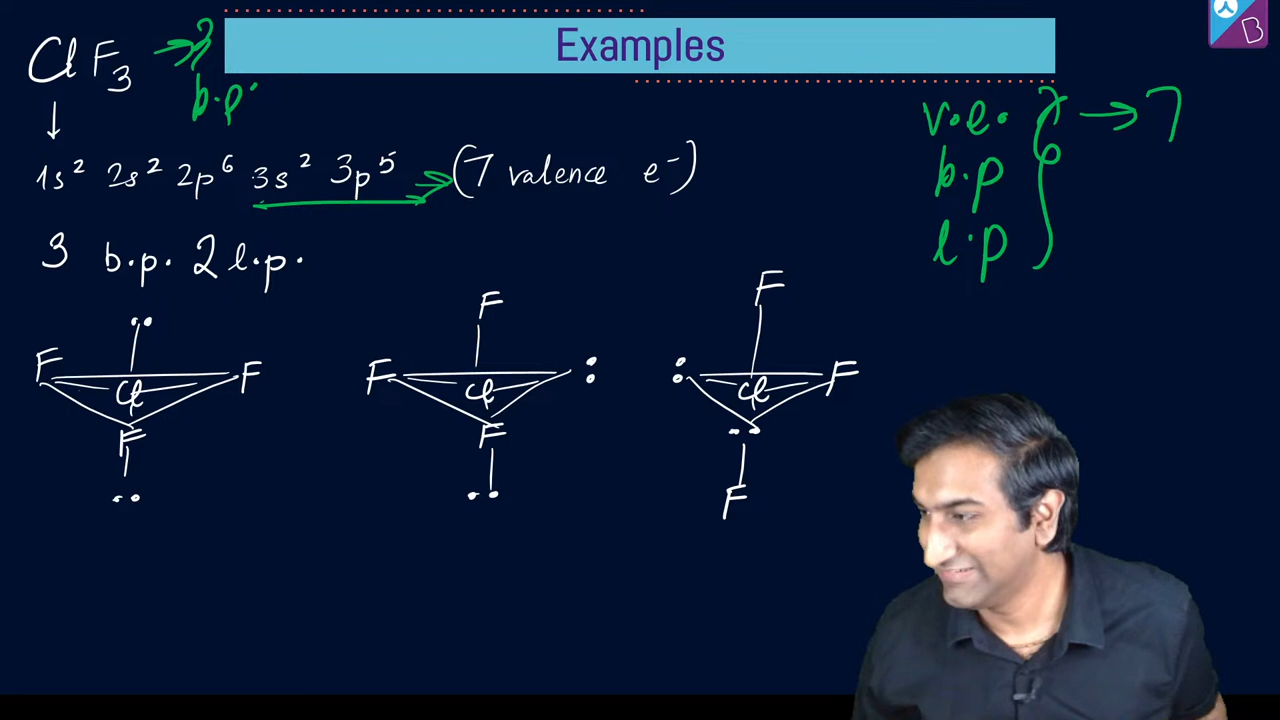 Examples
ClF₃ → ?
b.p.
v.e. ? → 7
b.p
l.p
1s² 2s² 2p⁶ 3s² 3p⁵ → (7 valence e⁻)
3 b.p. 2 l.p.
F F Cl F
F F Cl F
F Cl F F
B